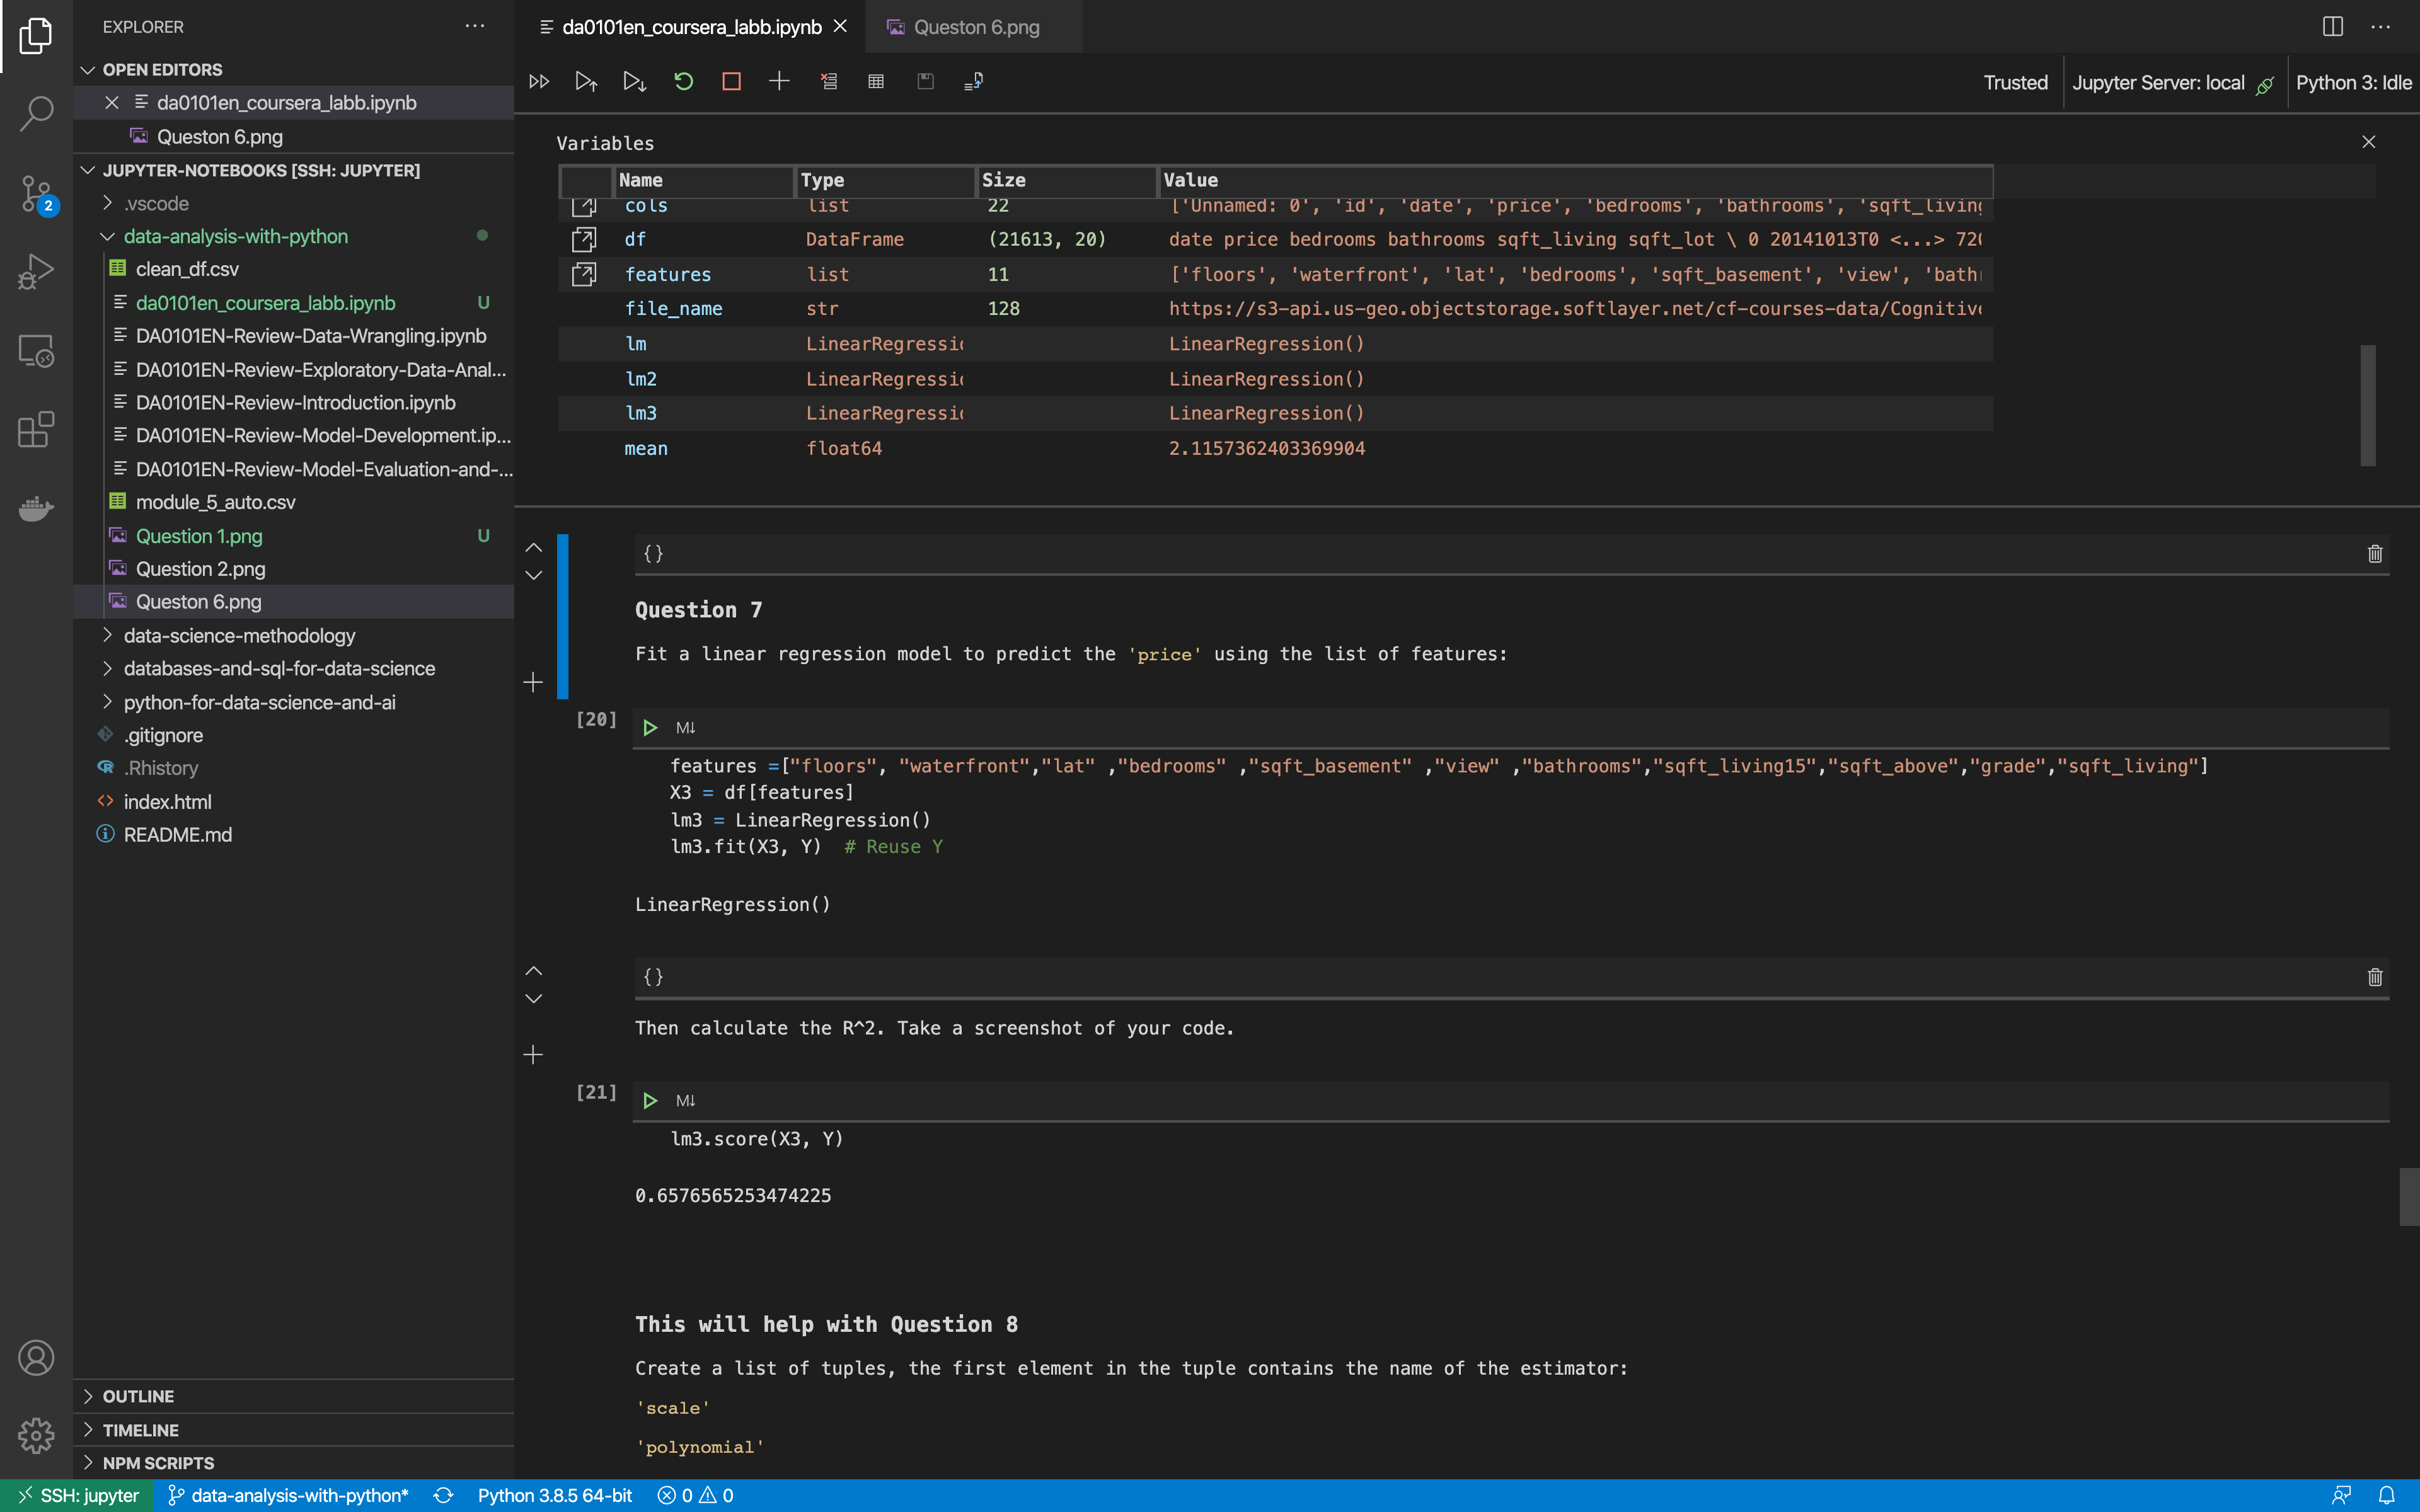 EXPLORER
OPEN EDITORS
da0101en_coursera_labb.ipynb
Queston 6.png
JUPYTER-NOTEBOOKS [SSH: JUPYTER]
.vscode
data-analysis-with-python
clean_df.csv
da0101en_coursera_labb.ipynb U
DA0101EN-Review-Data-Wrangling.ipynb
DA0101EN-Review-Exploratory-Data-Anal...
DA0101EN-Review-Introduction.ipynb
DA0101EN-Review-Model-Development.ip...
DA0101EN-Review-Model-Evaluation-and-...
module_5_auto.csv
Question 1.png U
Question 2.png
Queston 6.png
data-science-methodology
databases-and-sql-for-data-science
python-for-data-science-and-ai
.gitignore
.Rhistory
index.html
README.md
OUTLINE
TIMELINE
NPM SCRIPTS
2
da0101en_coursera_labb.ipynb
Queston 6.png
Trusted
Jupyter Server: local
Python 3: Idle
Variables
Name Type Size Value
cols list 22 ['Unnamed: 0', 'id', 'date', 'price', 'bedrooms', 'bathrooms', 'sqft_living
df DataFrame (21613, 20) date price bedrooms bathrooms sqft_living sqft_lot \ 0 20141013T0 <...> 720
features list 11 ['floors', 'waterfront', 'lat', 'bedrooms', 'sqft_basement', 'view', 'bathr
file_name str 128 https://s3-api.us-geo.objectstorage.softlayer.net/cf-courses-data/Cognitive
lm LinearRegressio LinearRegression()
lm2 LinearRegressio LinearRegression()
lm3 LinearRegressio LinearRegression()
mean float64 2.1157362403369904
{}
Question 7
Fit a linear regression model to predict the 'price' using the list of features:
[20]
M↓
features =["floors", "waterfront","lat" ,"bedrooms" ,"sqft_basement" ,"view" ,"bathrooms","sqft_living15","sqft_above","grade","sqft_living"]
X3 = df[features]
lm3 = LinearRegression()
lm3.fit(X3, Y)  # Reuse Y
LinearRegression()
{}
Then calculate the R^2. Take a screenshot of your code.
[21]
M↓
lm3.score(X3, Y)
0.6576565253474225
This will help with Question 8
Create a list of tuples, the first element in the tuple contains the name of the estimator:
'scale'
'polynomial'
SSH: jupyter data-analysis-with-python* Python 3.8.5 64-bit 0 0